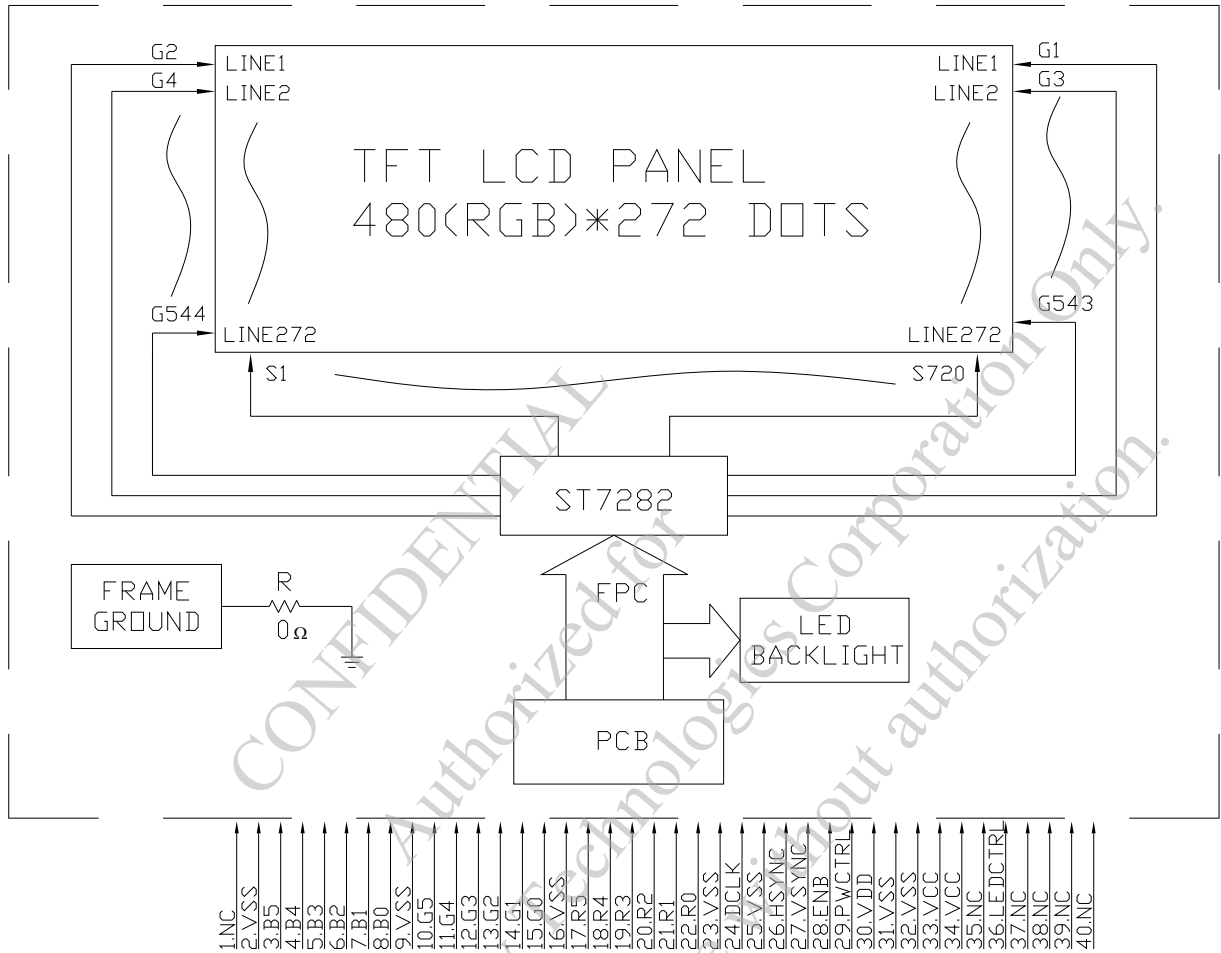 G2
G1
LINE1
LINE1
G4
G3
LINE2
LINE2
TFT LCD PANEL
480(RGB)*272 DOTS
G544
G543
LINE272
LINE272
S1
S720
ST7282
FRAME
GROUND
R
0Ω
FPC
LED
BACKLIGHT
PCB
1.NC
2.VSS
3.B5
4.B4
5.B3
6.B2
7.B1
8.B0
9.VSS
10.G5
11.G4
12.G3
13.G2
14.G1
15.G0
16.VSS
17.R5
18.R4
19.R3
20.R2
21.R1
22.R0
23.VSS
24.DCLK
25.VSS
26.HSYNC
27.VSYNC
28.ENB
29.PWCTRL
30.VDD
31.VSS
32.VSS
33.VCC
34.VCC
35.NC
36.LEDCTRL
37.NC
38.NC
39.NC
40.NC
CONFIDENTIAL
Authorized for
Technologies Corporation Only.
without authorization.